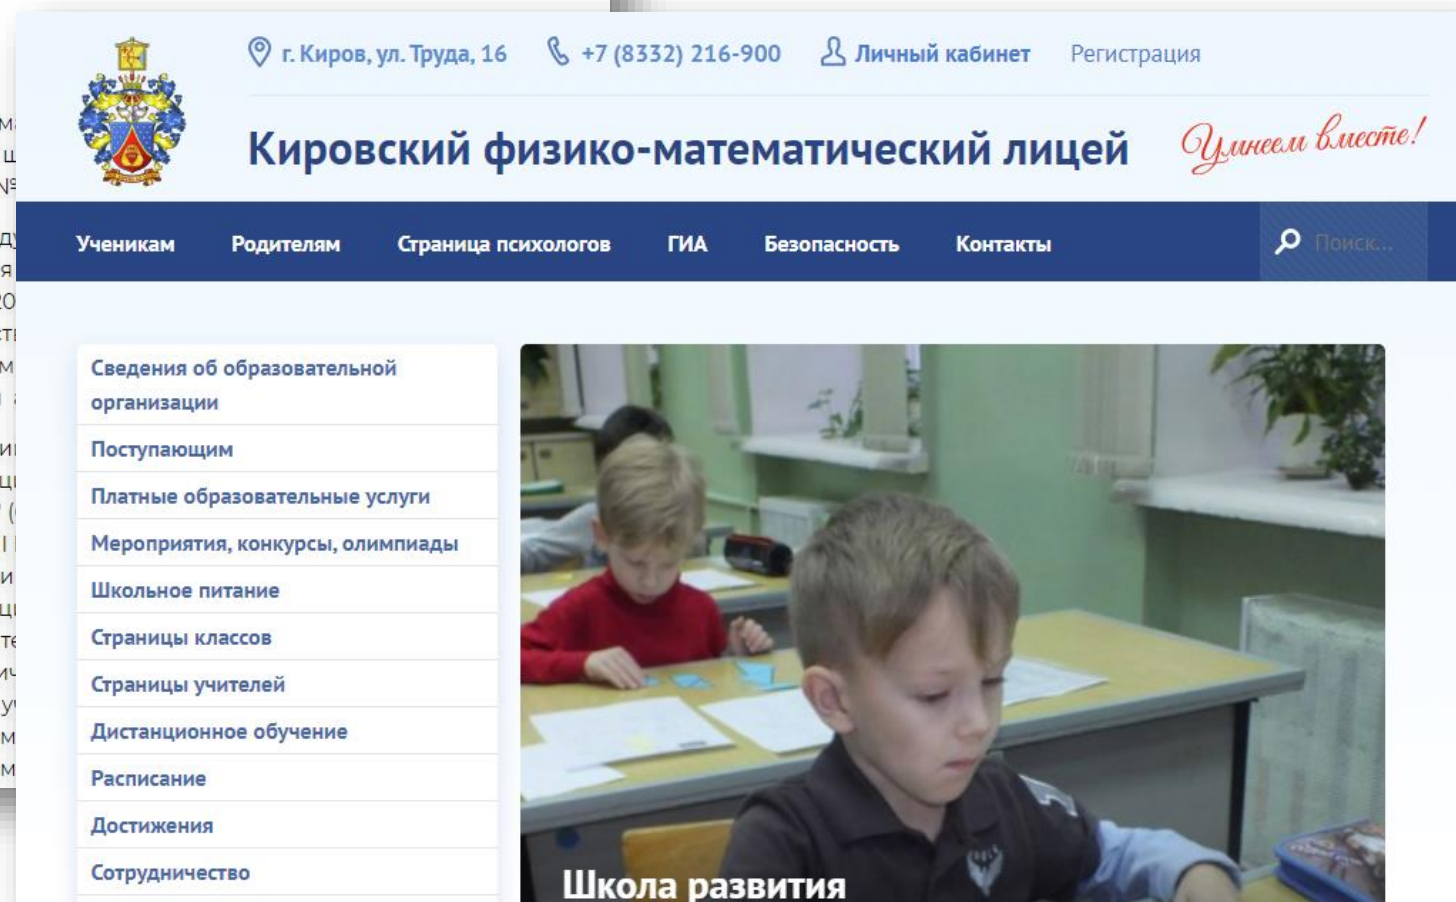 г. Киров, ул. Труда, 16 +7 (8332) 216-900 Личный кабинет Регистрация
Кировский физико-математический лицей Умнеем вместе!
Ученикам Родителям Страница психологов ГИА Безопасность Контакты Поиск...
Сведения об образовательной
организации
Поступающим
Платные образовательные услуги
Мероприятия, конкурсы, олимпиады
Школьное питание
Страницы классов
Страницы учителей
Дистанционное обучение
Расписание
Достижения
Сотрудничество
Школа развития